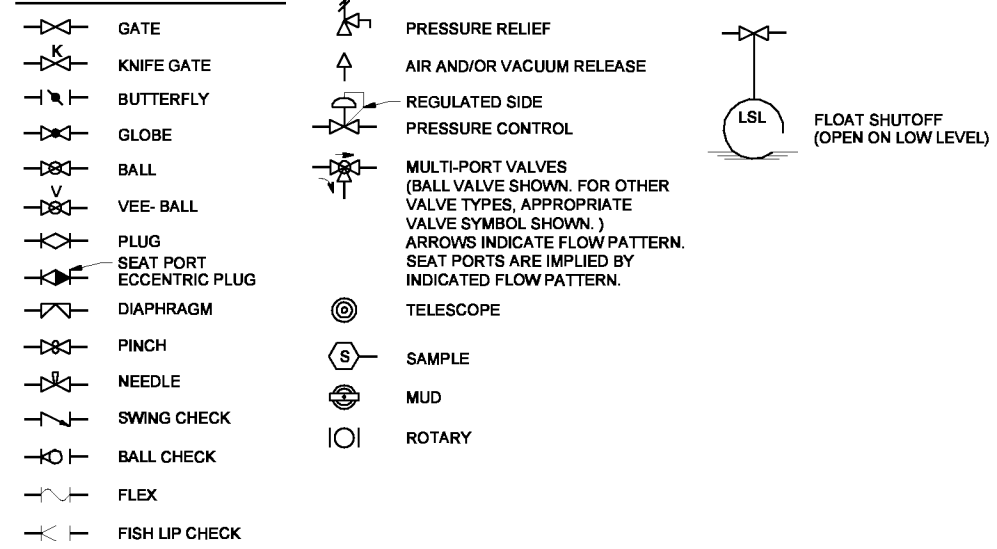 GATE
K
KNIFE GATE
BUTTERFLY
GLOBE
BALL
V
VEE- BALL
PLUG
SEAT PORT
ECCENTRIC PLUG
DIAPHRAGM
PINCH
NEEDLE
SWING CHECK
BALL CHECK
FLEX
FISH LIP CHECK
PRESSURE RELIEF
AIR AND/OR VACUUM RELEASE
REGULATED SIDE
PRESSURE CONTROL
MULTI-PORT VALVES
(BALL VALVE SHOWN. FOR OTHER
VALVE TYPES, APPROPRIATE
VALVE SYMBOL SHOWN. )
ARROWS INDICATE FLOW PATTERN.
SEAT PORTS ARE IMPLIED BY
INDICATED FLOW PATTERN.
TELESCOPE
S
SAMPLE
MUD
ROTARY
LSL
FLOAT SHUTOFF
(OPEN ON LOW LEVEL)